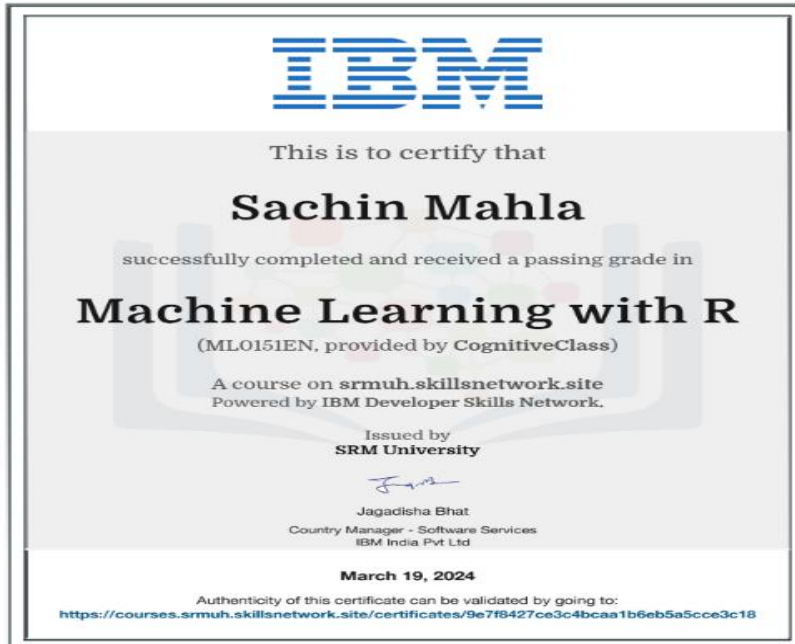 IBM
This is to certify that
Sachin Mahla
successfully completed and received a passing grade in
Machine Learning with R
(ML0151EN, provided by CognitiveClass)
A course on srmuh.skillsnetwork.site
Powered by IBM Developer Skills Network.
Issued by
SRM University
Jagadisha Bhat
Country Manager - Software Services
IBM India Pvt Ltd
March 19, 2024
Authenticity of this certificate can be validated by going to:
https://courses.srmuh.skillsnetwork.site/certificates/9e7f8427ce3c4bcaa1b6eb5a5cce3c18